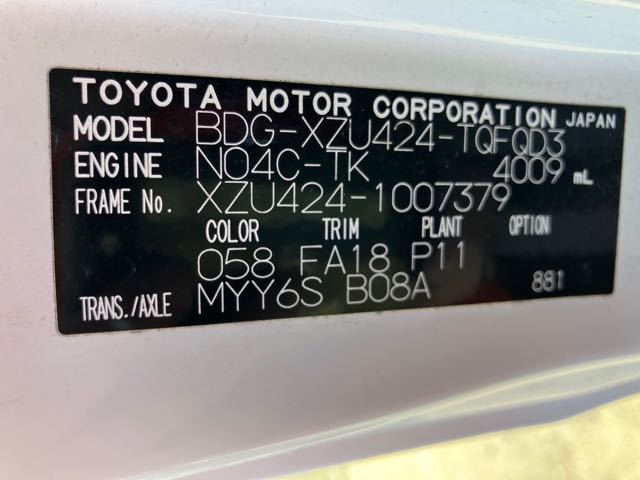 TOYOTA MOTOR CORPORATION JAPAN
MODEL BDG-XZU424-TQFQD3
ENGINE N04C-TK 4009 mL
FRAME No. XZU424-1007379
COLOR TRIM PLANT OPTION
058 FA18 P11
TRANS./AXLE MYY6S B08A 881